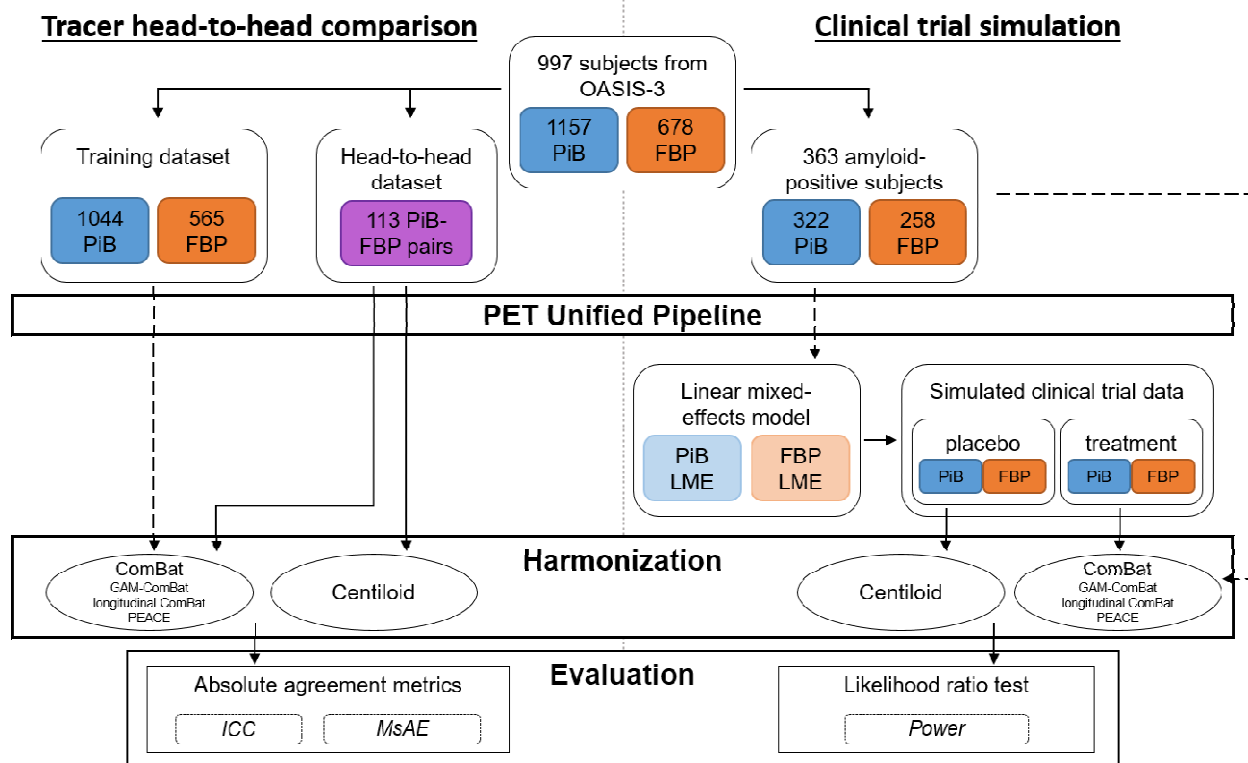 Tracer head-to-head comparison
Clinical trial simulation
997 subjects from
OASIS-3
1157
PiB
678
FBP
Training dataset
1044
PiB
565
FBP
Head-to-head
dataset
113 PiB-
FBP pairs
363 amyloid-
positive subjects
322
PiB
258
FBP
PET Unified Pipeline
Linear mixed-
effects model
PiB
LME
FBP
LME
Simulated clinical trial data
placebo
PiB
FBP
treatment
PiB
FBP
Harmonization
ComBat
GAM-ComBat
longitudinal ComBat
PEACE
Centiloid
Centiloid
ComBat
GAM-ComBat
longitudinal ComBat
PEACE
Evaluation
Absolute agreement metrics
ICC
MsAE
Likelihood ratio test
Power